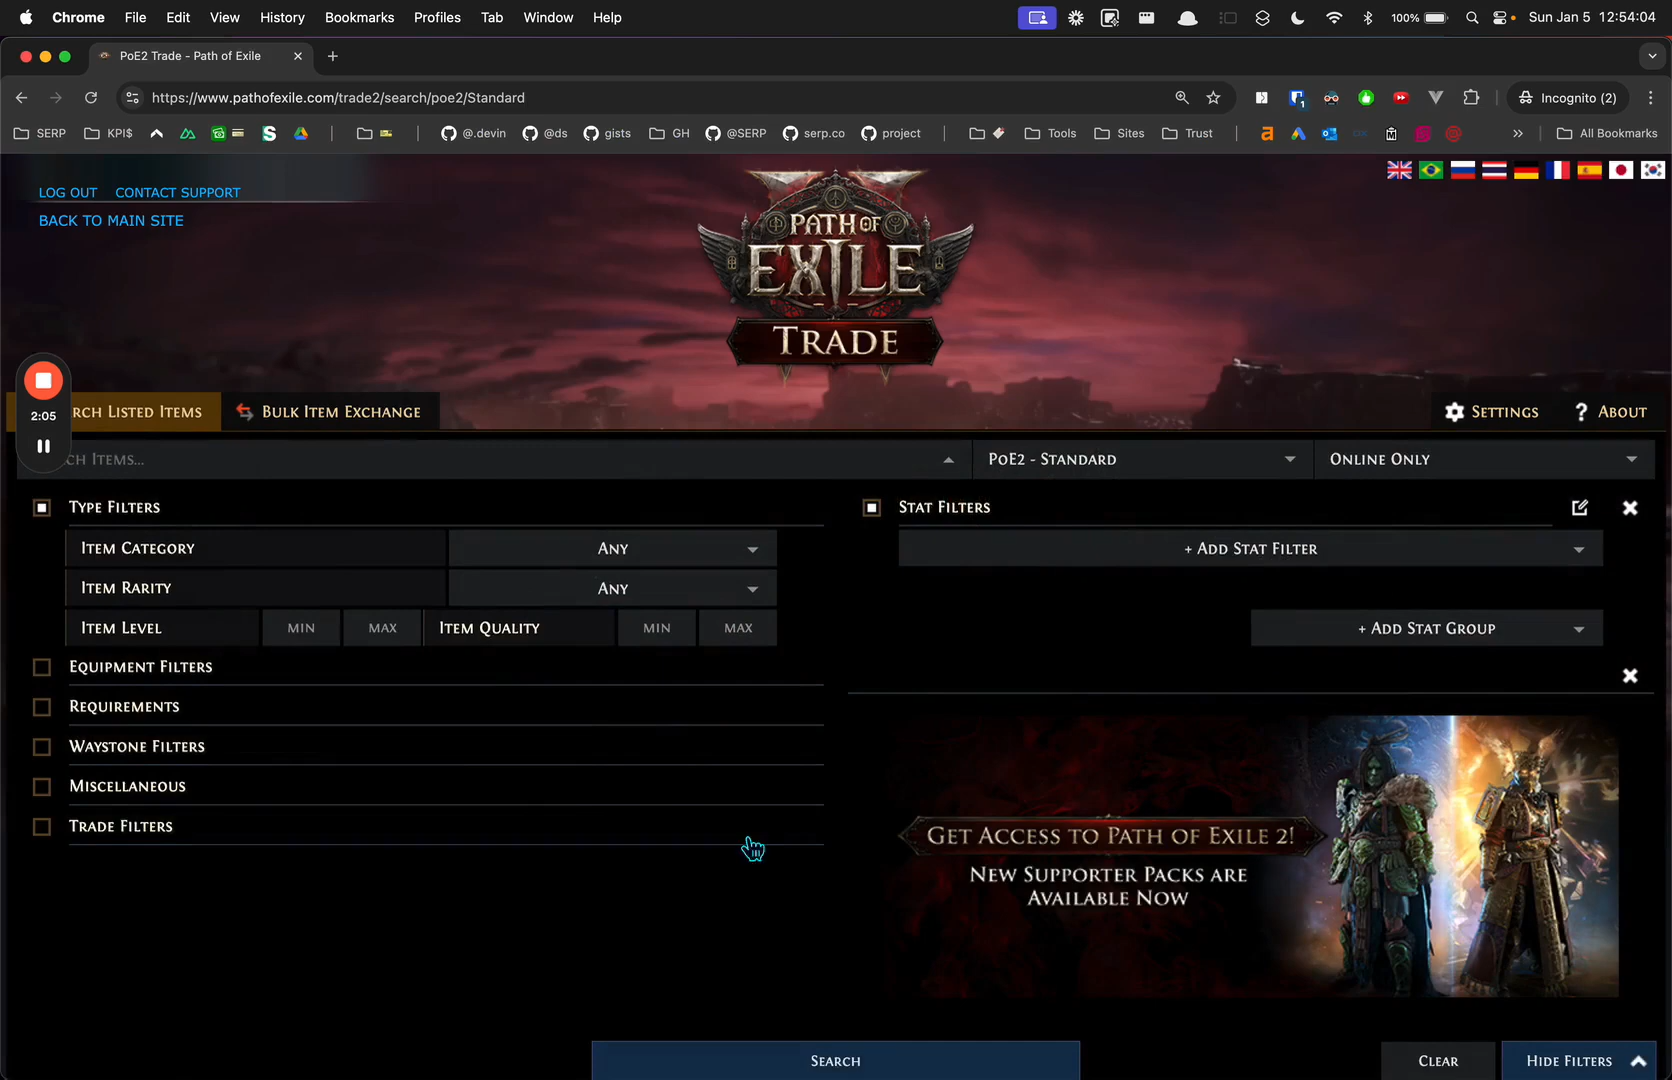 Chrome File Edit View History Bookmarks Profiles Tab Window Help 100% Sun Jan 5 12:54:04
PoE2 Trade - Path of Exile
https://www.pathofexile.com/trade2/search/poe2/Standard
Incognito (2)
SERP KPI$ @.devin @ds gists GH @SERP serp.co project Tools Sites Trust » All Bookmarks
LOG OUT CONTACT SUPPORT
BACK TO MAIN SITE
PATH OF
EXILE
TRADE
2:05
RCH LISTED ITEMS BULK ITEM EXCHANGE SETTINGS ? ABOUT
CH ITEMS... POE2 - STANDARD ONLINE ONLY
TYPE FILTERS
ITEM CATEGORY ANY
ITEM RARITY ANY
ITEM LEVEL MIN MAX ITEM QUALITY MIN MAX
EQUIPMENT FILTERS
REQUIREMENTS
WAYSTONE FILTERS
MISCELLANEOUS
TRADE FILTERS
STAT FILTERS
+ ADD STAT FILTER
+ ADD STAT GROUP
GET ACCESS TO PATH OF EXILE 2!
NEW SUPPORTER PACKS ARE
AVAILABLE NOW
SEARCH CLEAR HIDE FILTERS